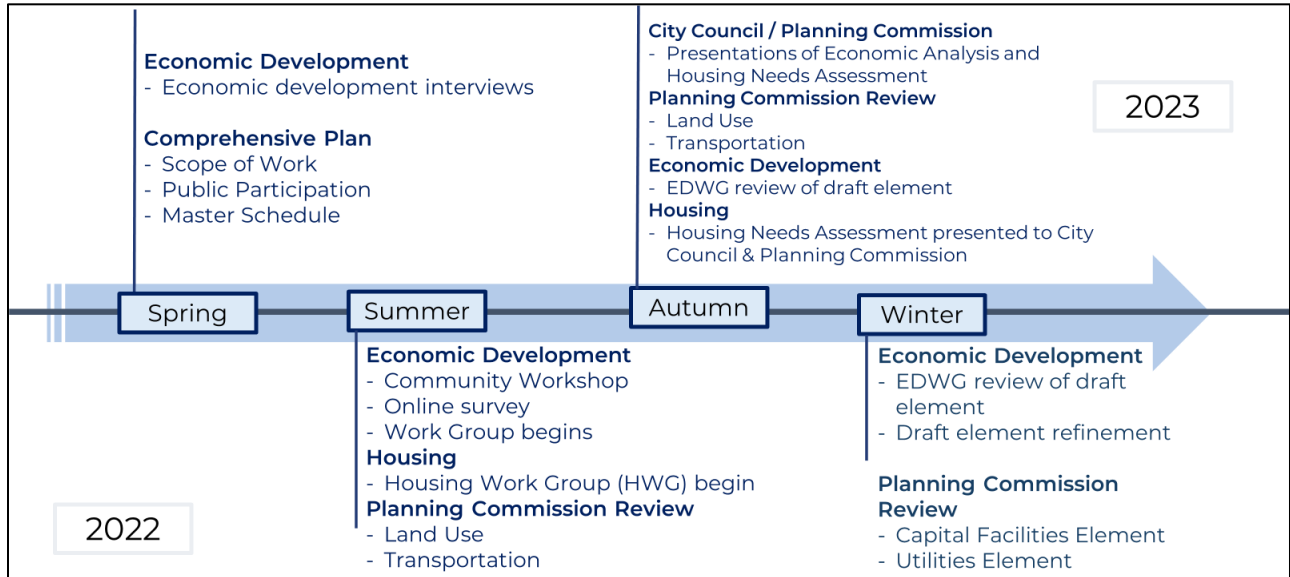 Economic Development
- Economic development interviews
Comprehensive Plan
- Scope of Work
- Public Participation
- Master Schedule
City Council / Planning Commission
- Presentations of Economic Analysis and
Housing Needs Assessment
Planning Commission Review
- Land Use
- Transportation
Economic Development
- EDWG review of draft element
Housing
- Housing Needs Assessment presented to City
Council & Planning Commission
2023
Spring
Summer
Autumn
Winter
Economic Development
- Community Workshop
- Online survey
- Work Group begins
Housing
- Housing Work Group (HWG) begin
Planning Commission Review
- Land Use
- Transportation
Economic Development
- EDWG review of draft
element
- Draft element refinement
Planning Commission
Review
- Capital Facilities Element
- Utilities Element
2022